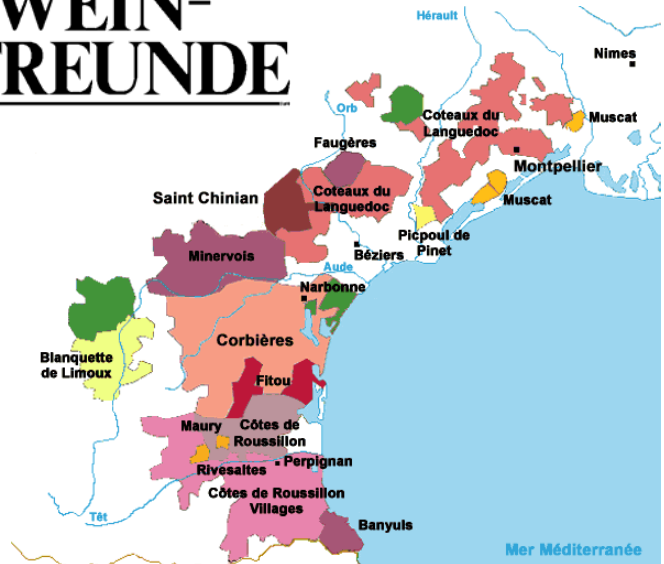 WEIN-
FREUNDE
Hérault
Nimes
Orb
Coteaux du
Languedoc
Muscat
Faugères
Montpellier
Saint Chinian
Coteaux du
Languedoc
Muscat
Picpoul de
Pinet
Minervois
Béziers
Aude
Narbonne
Corbières
Blanquette
de Limoux
Fitou
Maury
Côtes de
Roussillon
Rivesaltes
Perpignan
Côtes de Roussillon
Villages
Têt
Banyuls
Mer Méditerranée